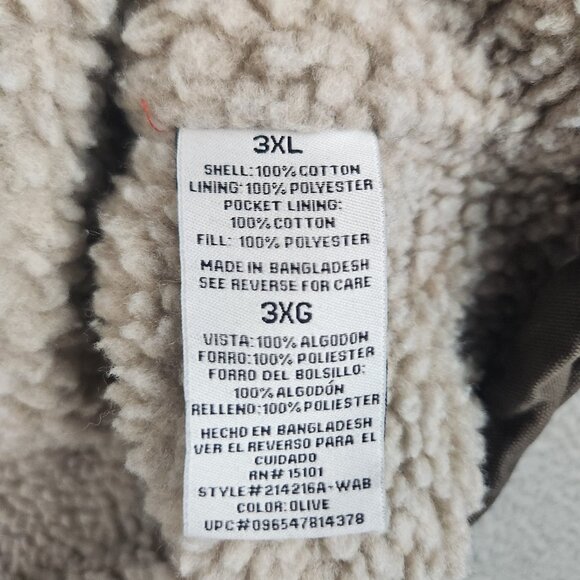 3XL
SHELL: 100% COTTON
LINING: 100% POLYESTER
POCKET LINING:
100% COTTON
FILL: 100% POLYESTER
MADE IN BANGLADESH
SEE REVERSE FOR CARE
3XG
VISTA: 100% ALGODON
FORRO: 100% POLIESTER
FORRO DEL BOLSILLO:
100% ALGODÓN
RELLENO: 100% POLIESTER
HECHO EN BANGLADESH
VER EL REVERSO PARA EL
CUIDADO
RN# 15101
STYLE#214216A-WAB
COLOR: OLIVE
UPC#096547814378